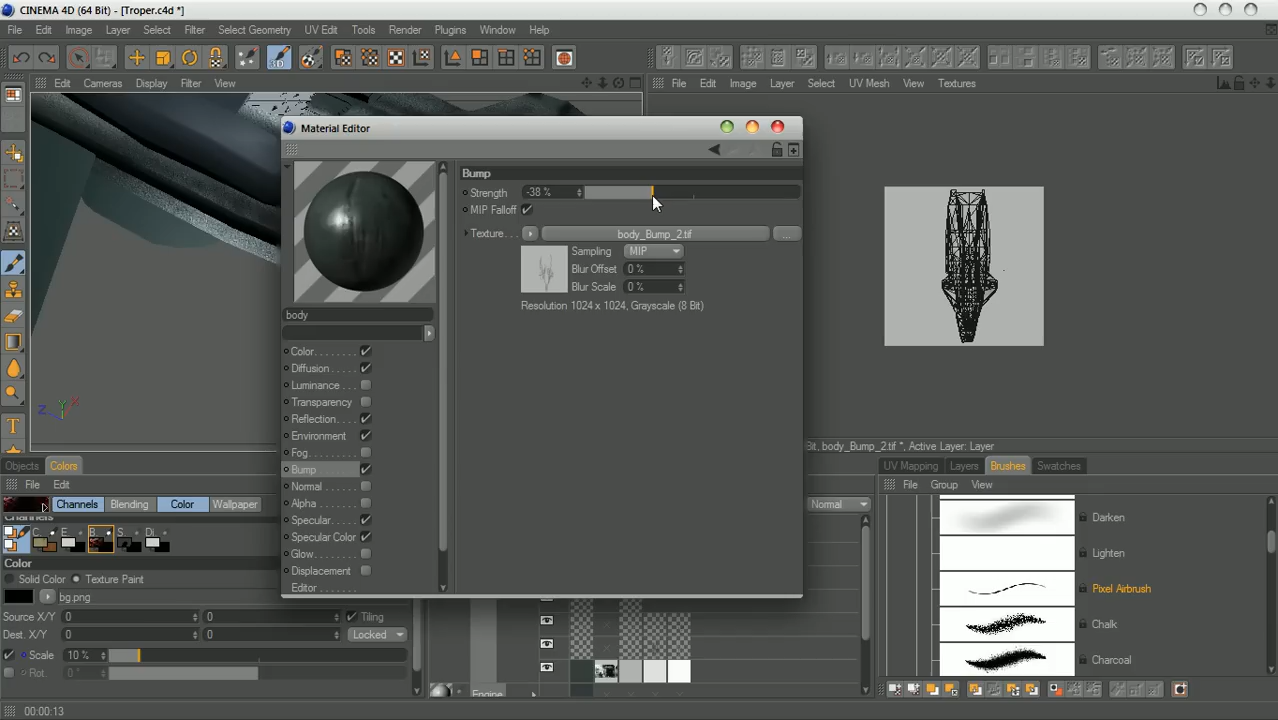 CINEMA 4D (64 Bit) - [Troper.c4d *]
File Edit Image Layer Select Filter Select Geometry UV Edit Tools Render Plugins Window Help
3D
Edit Cameras Display Filter View
File Edit Image Layer Select UV Mesh View Textures
Material Editor
Bump
Strength -38 %
MIP Falloff
Texture . . . body_Bump_2.tif ...
Sampling MIP
Blur Offset 0 %
Blur Scale 0 %
Resolution 1024 x 1024, Grayscale (8 Bit)
body
Color. . . . . . . .
Diffusion . . . .
Luminance . . .
Transparency
Reflection. . . .
Environment
Fog. . . . . . . . .
Bump . . . . . . .
Normal . . . . . .
Alpha . . . . . . .
Specular. . . . .
Specular Color
Glow. . . . . . . .
Displacement
Editor
Z Y X
Bit, body_Bump_2.tif *, Active Layer: Layer
Objects Colors
File Edit
Channels Blending Color Wallpaper
Channels
C. E. B. S. Di.
Color
Solid Color Texture Paint
bg.png
Source X/Y 0 0 Tiling
Dest. X/Y 0 0 Locked
Scale 10 %
Rot. 0 °
Normal
Engine
UV Mapping Layers Brushes Swatches
File Group View
Darken
Lighten
Pixel Airbrush
Chalk
Charcoal
00:00:13